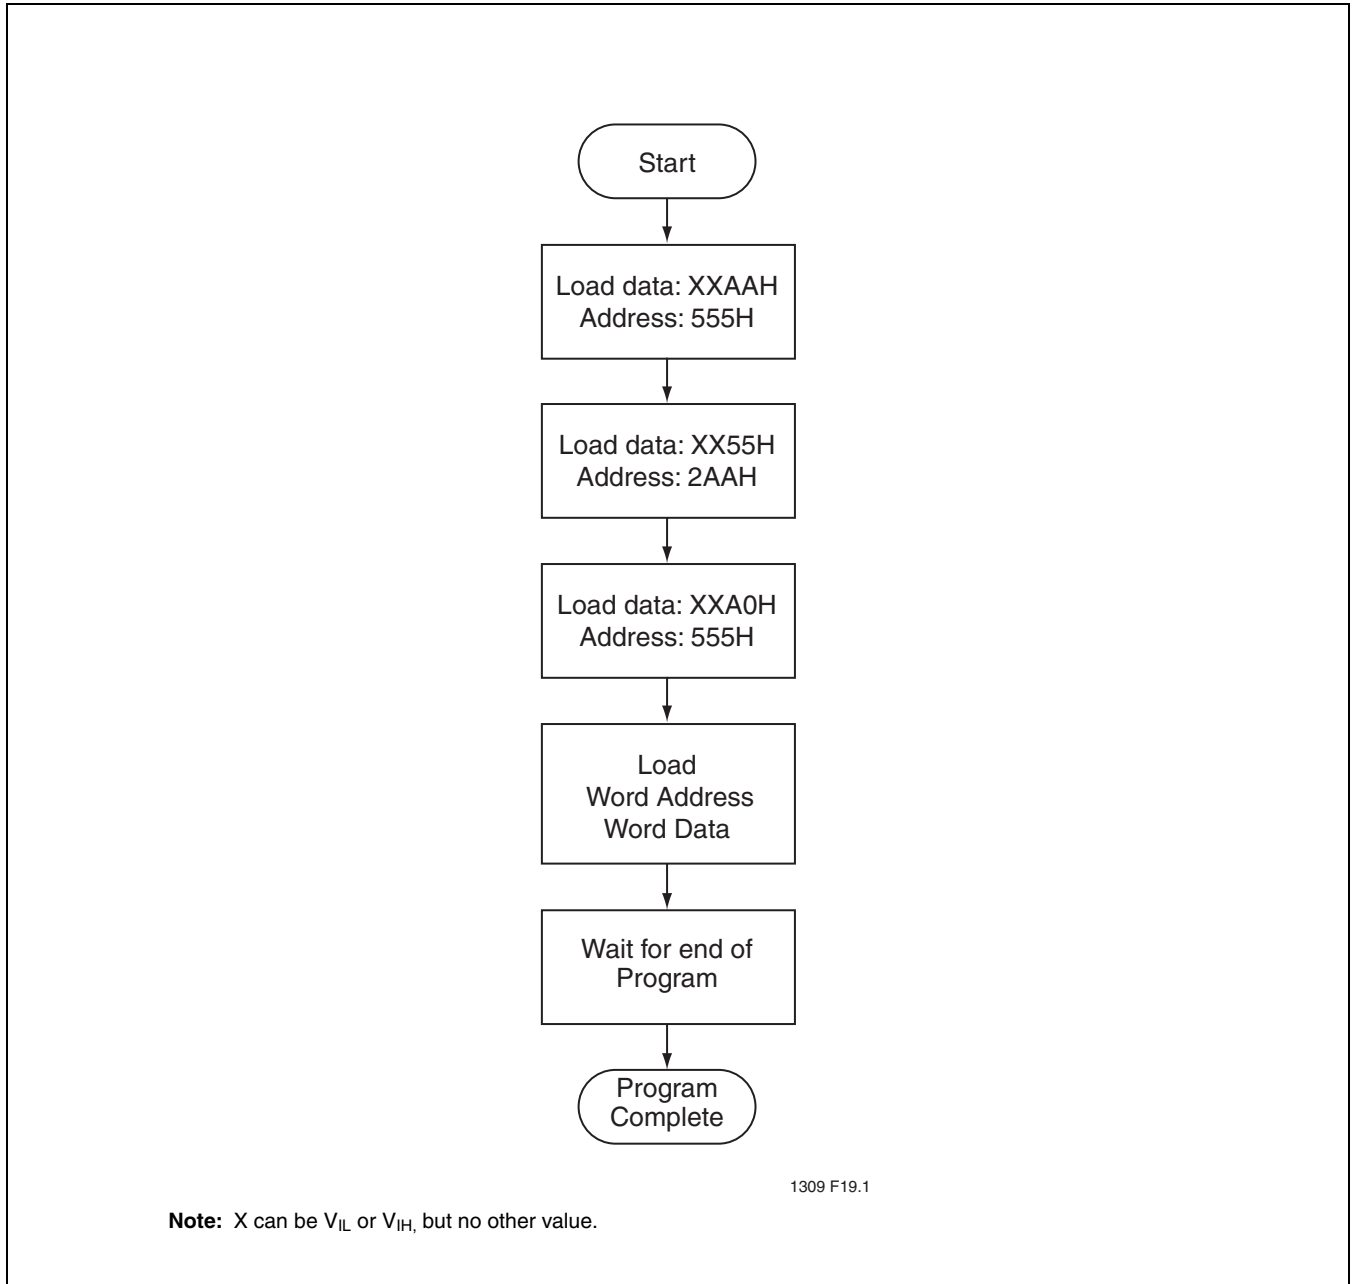 Start
Load data: XXAAH
Address: 555H
Load data: XX55H
Address: 2AAH
Load data: XXA0H
Address: 555H
Load
Word Address
Word Data
Wait for end of
Program
Program
Complete
1309 F19.1
Note: X can be VIL or VIH, but no other value.